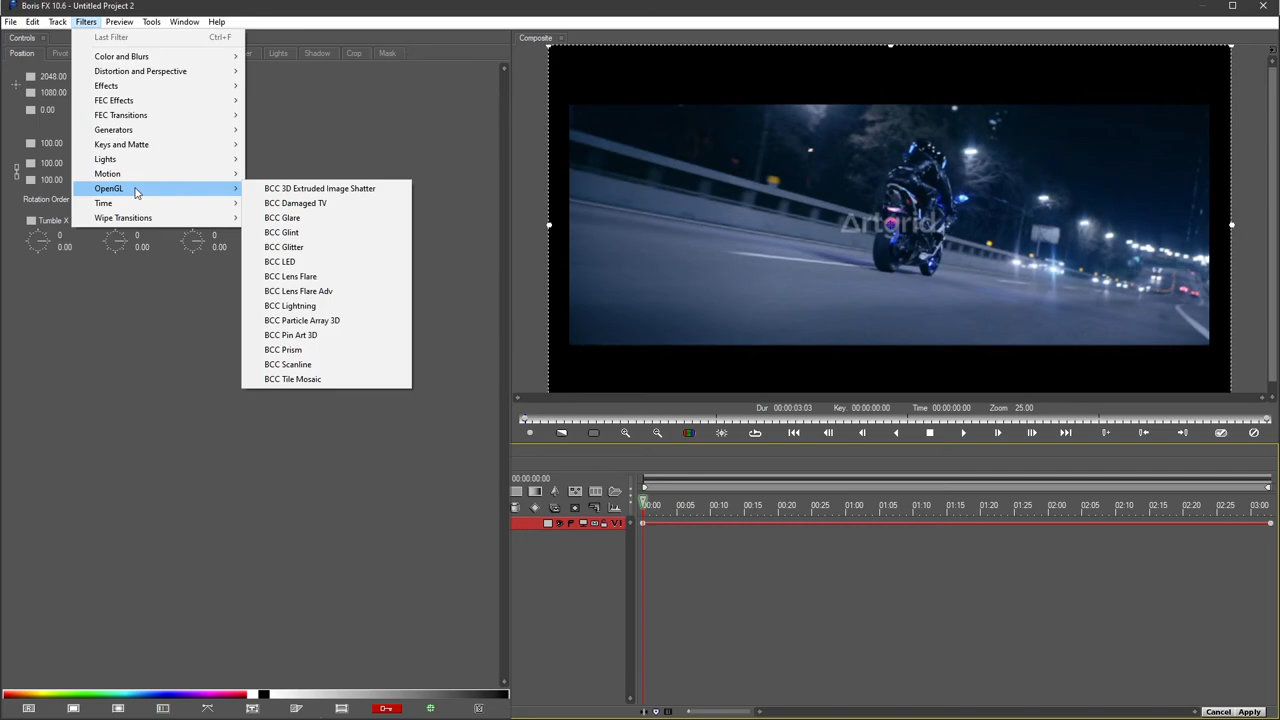 Boris FX 10.6 - Untitled Project 2
File Edit Track Filters Preview Tools Window Help
Controls
Position Pivot Lights Shadow Crop Mask
Last Filter Ctrl+F
Color and Blurs
Distortion and Perspective
Effects
FEC Effects
FEC Transitions
Generators
Keys and Matte
Lights
Motion
OpenGL
Time
Wipe Transitions
BCC 3D Extruded Image Shatter
BCC Damaged TV
BCC Glare
BCC Glint
BCC Glitter
BCC LED
BCC Lens Flare
BCC Lens Flare Adv
BCC Lightning
BCC Particle Array 3D
BCC Pin Art 3D
BCC Prism
BCC Scanline
BCC Tile Mosaic
2048.00
1080.00
0.00
100.00
100.00
100.00
Rotation Order
Tumble X
0 0 0
0.00 0.00 0.00
Composite
Artgrid
Dur 00:00:03:03 Key. 00:00:00:00 Time 00:00:00:00 Zoom 25.00
00:00:00:00
00:00 00:05 00:10 00:15 00:20 00:25 01:00 01:05 01:10 01:15 01:20 01:25 02:00 02:05 02:10 02:15 02:20 02:25 03:00
V1
Cancel Apply